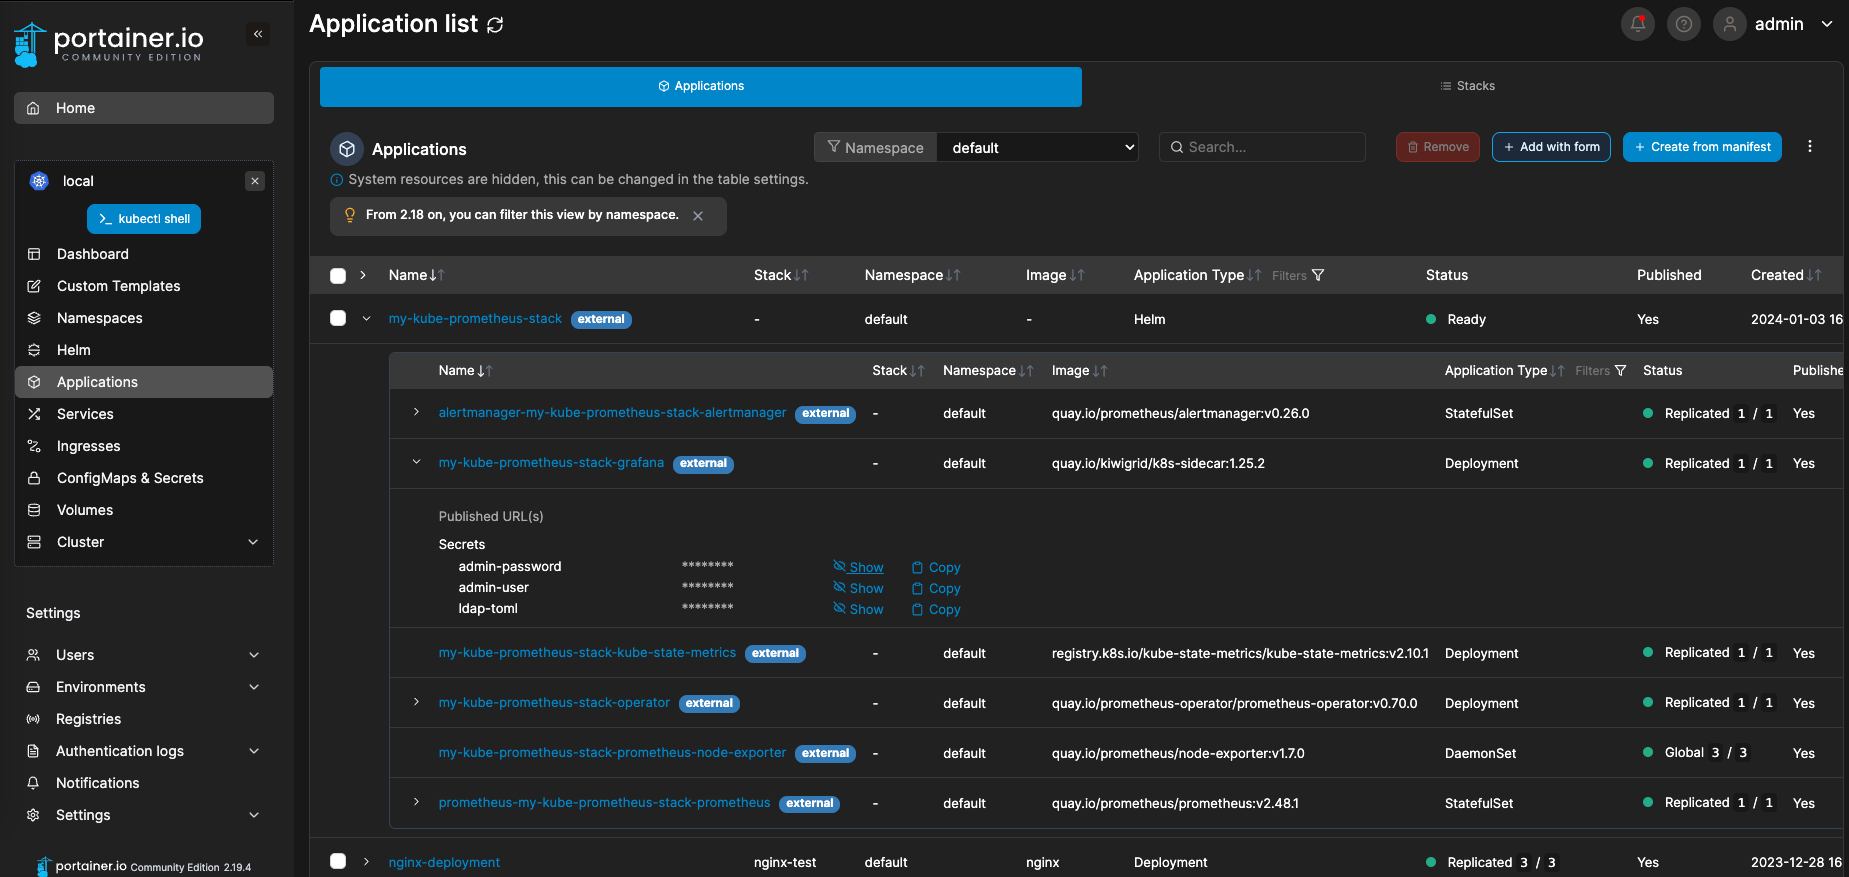 portainer.io
COMMUNITY EDITION
Home
local
kubectl shell
Dashboard
Custom Templates
Namespaces
Helm
Applications
Services
Ingresses
ConfigMaps & Secrets
Volumes
Cluster
Settings
Users
Environments
Registries
Authentication logs
Notifications
Settings
portainer.io Community Edition 2.19.4
Application list
admin
Applications
Stacks
Applications
Namespace default
Search...
Remove
+ Add with form
+ Create from manifest
System resources are hidden, this can be changed in the table settings.
From 2.18 on, you can filter this view by namespace.
Name Stack Namespace Image Application Type Filters Status Published Created
my-kube-prometheus-stack external - default - Helm Ready Yes 2024-01-03 16
Name Stack Namespace Image Application Type Filters Status Publishe
alertmanager-my-kube-prometheus-stack-alertmanager external - default quay.io/prometheus/alertmanager:v0.26.0 StatefulSet Replicated 1 / 1 Yes
my-kube-prometheus-stack-grafana external - default quay.io/kiwigrid/k8s-sidecar:1.25.2 Deployment Replicated 1 / 1 Yes
Published URL(s)
Secrets
admin-password ******** Show Copy
admin-user ******** Show Copy
ldap-toml ******** Show Copy
my-kube-prometheus-stack-kube-state-metrics external - default registry.k8s.io/kube-state-metrics/kube-state-metrics:v2.10.1 Deployment Replicated 1 / 1 Yes
my-kube-prometheus-stack-operator external - default quay.io/prometheus-operator/prometheus-operator:v0.70.0 Deployment Replicated 1 / 1 Yes
my-kube-prometheus-stack-prometheus-node-exporter external - default quay.io/prometheus/node-exporter:v1.7.0 DaemonSet Global 3 / 3 Yes
prometheus-my-kube-prometheus-stack-prometheus external - default quay.io/prometheus/prometheus:v2.48.1 StatefulSet Replicated 1 / 1 Yes
nginx-deployment nginx-test default nginx Deployment Replicated 3 / 3 Yes 2023-12-28 16